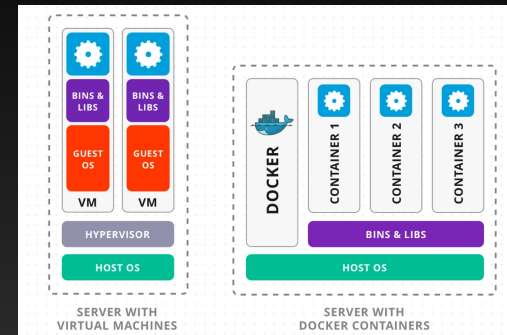 BINS &
LIBS
BINS &
LIBS
GUEST
OS
GUEST
OS
VM
VM
HYPERVISOR
HOST OS
SERVER WITH
VIRTUAL MACHINES
DOCKER
CONTAINER 1
CONTAINER 2
CONTAINER 3
BINS & LIBS
HOST OS
SERVER WITH
DOCKER CONTAINERS